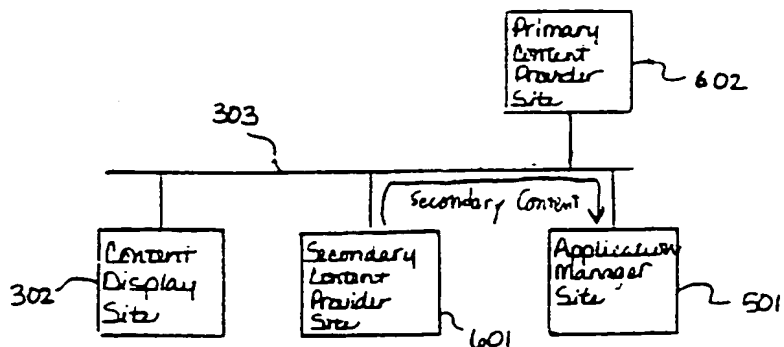 Primary
Content
Provider
Site
602
303
Secondary Content
Content
Display
Site
302
Secondary
Content
Provider
Site
601
Application
Manager
Site
501